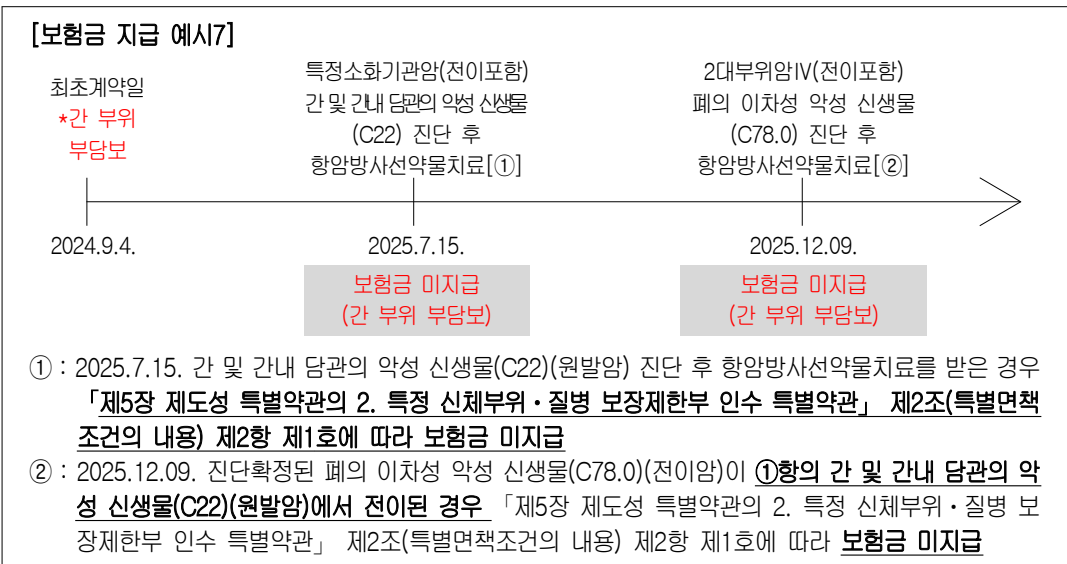 [보험금 지급 예시7]
최초계약일
*간 부위
부담보
특정소화기관암(전이포함)
간 및 간내 담관의 악성 신생물
(C22) 진단 후
항암방사선약물치료[①]
2대부위암Ⅳ(전이포함)
폐의 이차성 악성 신생물
(C78.0) 진단 후
항암방사선약물치료[②]
2024.9.4.
2025.7.15.
2025.12.09.
보험금 미지급
(간 부위 부담보)
보험금 미지급
(간 부위 부담보)
① : 2025.7.15. 간 및 간내 담관의 악성 신생물(C22)(원발암) 진단 후 항암방사선약물치료를 받은 경우
「제5장 제도성 특별약관의 2. 특정 신체부위・질병 보장제한부 인수 특별약관」 제2조(특별면책
조건의 내용) 제2항 제1호에 따라 보험금 미지급
② : 2025.12.09. 진단확정된 폐의 이차성 악성 신생물(C78.0)(전이암)이 ①항의 간 및 간내 담관의 악
성 신생물(C22)(원발암)에서 전이된 경우 「제5장 제도성 특별약관의 2. 특정 신체부위・질병 보
장제한부 인수 특별약관」 제2조(특별면책조건의 내용) 제2항 제1호에 따라 보험금 미지급